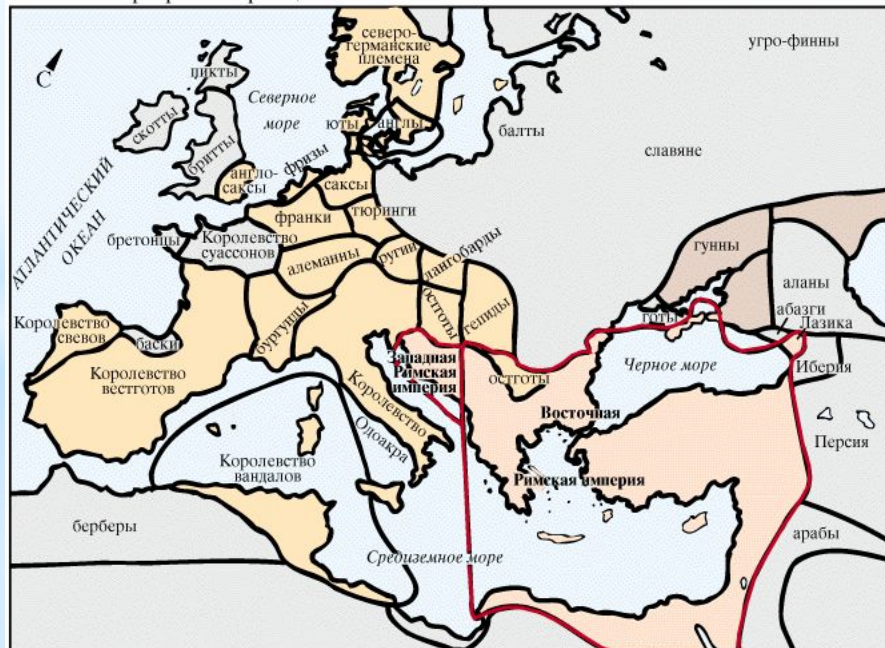 С
северо-
германские
племена
угро-финны
пикты
Северное
море
юты
англы
балты
скотты
бритты
фризы
славяне
англо-
саксы
саксы
АТЛАНТИЧЕСКИЙ
ОКЕАН
франки
тюринги
бретонцы
Королевство
суассонов
алеманны
ругии
лангобарды
гунны
аланы
абазги
Лазика
готы
Королевство
свевов
баски
бургунды
остготы
гепиды
Западная
Римская
империя
остготы
Черное море
Иберия
Королевство
вестготов
Королевство
Одоакра
Восточная
Римская империя
Персия
Королевство
вандалов
берберы
Средиземное море
арабы